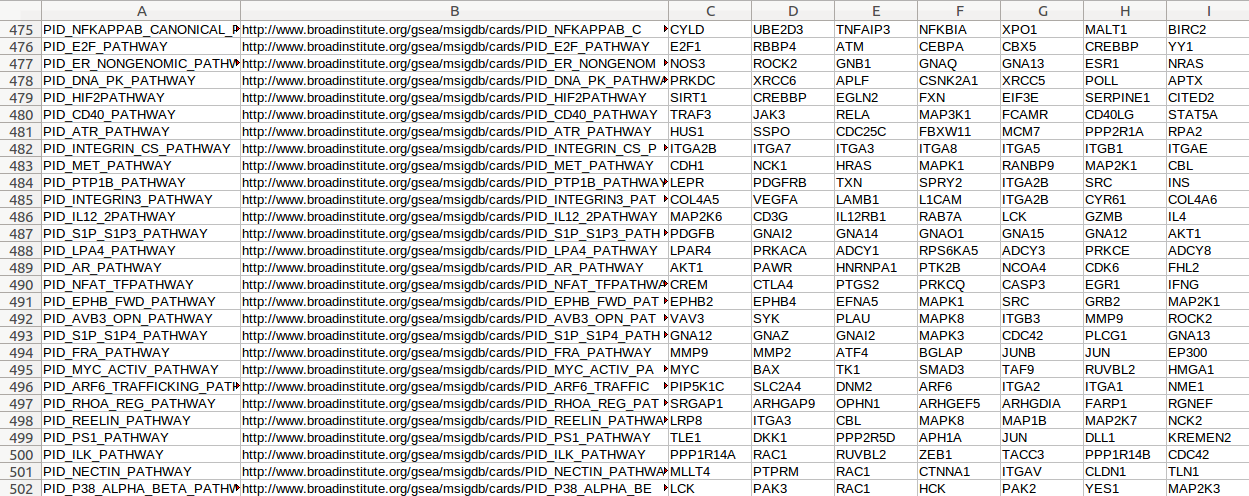 A B C D E F G H I
475 PID_NFKAPPAB_CANONICAL_P http://www.broadinstitute.org/gsea/msigdb/cards/PID_NFKAPPAB_C CYLD UBE2D3 TNFAIP3 NFKBIA XPO1 MALT1 BIRC2
476 PID_E2F_PATHWAY http://www.broadinstitute.org/gsea/msigdb/cards/PID_E2F_PATHWAY E2F1 RBBP4 ATM CEBPA CBX5 CREBBP YY1
477 PID_ER_NONGENOMIC_PATHW http://www.broadinstitute.org/gsea/msigdb/cards/PID_ER_NONGENOM NOS3 ROCK2 GNB1 GNAQ GNA13 ESR1 NRAS
478 PID_DNA_PK_PATHWAY http://www.broadinstitute.org/gsea/msigdb/cards/PID_DNA_PK_PATHWA PRKDC XRCC6 APLF CSNK2A1 XRCC5 POLL APTX
479 PID_HIF2PATHWAY http://www.broadinstitute.org/gsea/msigdb/cards/PID_HIF2PATHWAY SIRT1 CREBBP EGLN2 FXN EIF3E SERPINE1 CITED2
480 PID_CD40_PATHWAY http://www.broadinstitute.org/gsea/msigdb/cards/PID_CD40_PATHWAY TRAF3 JAK3 RELA MAP3K1 FCAMR CD40LG STAT5A
481 PID_ATR_PATHWAY http://www.broadinstitute.org/gsea/msigdb/cards/PID_ATR_PATHWAY HUS1 SSPO CDC25C FBXW11 MCM7 PPP2R1A RPA2
482 PID_INTEGRIN_CS_PATHWAY http://www.broadinstitute.org/gsea/msigdb/cards/PID_INTEGRIN_CS_P ITGA2B ITGA7 ITGA3 ITGA8 ITGA5 ITGB1 ITGAE
483 PID_MET_PATHWAY http://www.broadinstitute.org/gsea/msigdb/cards/PID_MET_PATHWAY CDH1 NCK1 HRAS MAPK1 RANBP9 MAP2K1 CBL
484 PID_PTP1B_PATHWAY http://www.broadinstitute.org/gsea/msigdb/cards/PID_PTP1B_PATHWAY LEPR PDGFRB TXN SPRY2 ITGA2B SRC INS
485 PID_INTEGRIN3_PATHWAY http://www.broadinstitute.org/gsea/msigdb/cards/PID_INTEGRIN3_PAT COL4A5 VEGFA LAMB1 L1CAM ITGA2B CYR61 COL4A6
486 PID_IL12_2PATHWAY http://www.broadinstitute.org/gsea/msigdb/cards/PID_IL12_2PATHWAY MAP2K6 CD3G IL12RB1 RAB7A LCK GZMB IL4
487 PID_S1P_S1P3_PATHWAY http://www.broadinstitute.org/gsea/msigdb/cards/PID_S1P_S1P3_PATH PDGFB GNAI2 GNA14 GNAO1 GNA15 GNA12 AKT1
488 PID_LPA4_PATHWAY http://www.broadinstitute.org/gsea/msigdb/cards/PID_LPA4_PATHWAY LPAR4 PRKACA ADCY1 RPS6KA5 ADCY3 PRKCE ADCY8
489 PID_AR_PATHWAY http://www.broadinstitute.org/gsea/msigdb/cards/PID_AR_PATHWAY AKT1 PAWR HNRNPA1 PTK2B NCOA4 CDK6 FHL2
490 PID_NFAT_TFPATHWAY http://www.broadinstitute.org/gsea/msigdb/cards/PID_NFAT_TFPATHWA CREM CTLA4 PTGS2 PRKCQ CASP3 EGR1 IFNG
491 PID_EPHB_FWD_PATHWAY http://www.broadinstitute.org/gsea/msigdb/cards/PID_EPHB_FWD_PAT EPHB2 EPHB4 EFNA5 MAPK1 SRC GRB2 MAP2K1
492 PID_AVB3_OPN_PATHWAY http://www.broadinstitute.org/gsea/msigdb/cards/PID_AVB3_OPN_PAT VAV3 SYK PLAU MAPK8 ITGB3 MMP9 ROCK2
493 PID_S1P_S1P4_PATHWAY http://www.broadinstitute.org/gsea/msigdb/cards/PID_S1P_S1P4_PATH GNA12 GNAZ GNAI2 MAPK3 CDC42 PLCG1 GNA13
494 PID_FRA_PATHWAY http://www.broadinstitute.org/gsea/msigdb/cards/PID_FRA_PATHWAY MMP9 MMP2 ATF4 BGLAP JUNB JUN EP300
495 PID_MYC_ACTIV_PATHWAY http://www.broadinstitute.org/gsea/msigdb/cards/PID_MYC_ACTIV_PA MYC BAX TK1 SMAD3 TAF9 RUVBL2 HMGA1
496 PID_ARF6_TRAFFICKING_PATH http://www.broadinstitute.org/gsea/msigdb/cards/PID_ARF6_TRAFFIC PIP5K1C SLC2A4 DNM2 ARF6 ITGA2 ITGA1 NME1
497 PID_RHOA_REG_PATHWAY http://www.broadinstitute.org/gsea/msigdb/cards/PID_RHOA_REG_PAT SRGAP1 ARHGAP9 OPHN1 ARHGEF5 ARHGDIA FARP1 RGNEF
498 PID_REELIN_PATHWAY http://www.broadinstitute.org/gsea/msigdb/cards/PID_REELIN_PATHWA LRP8 ITGA3 CBL MAPK8 MAP1B MAP2K7 NCK2
499 PID_PS1_PATHWAY http://www.broadinstitute.org/gsea/msigdb/cards/PID_PS1_PATHWAY TLE1 DKK1 PPP2R5D APH1A JUN DLL1 KREMEN2
500 PID_ILK_PATHWAY http://www.broadinstitute.org/gsea/msigdb/cards/PID_ILK_PATHWAY PPP1R14A RAC1 RUVBL2 ZEB1 TACC3 PPP1R14B CDC42
501 PID_NECTIN_PATHWAY http://www.broadinstitute.org/gsea/msigdb/cards/PID_NECTIN_PATHWA MLLT4 PTPRM RAC1 CTNNA1 ITGAV CLDN1 TLN1
502 PID_P38_ALPHA_BETA_PATHW http://www.broadinstitute.org/gsea/msigdb/cards/PID_P38_ALPHA_BE LCK PAK3 RAC1 HCK PAK2 YES1 MAP2K3